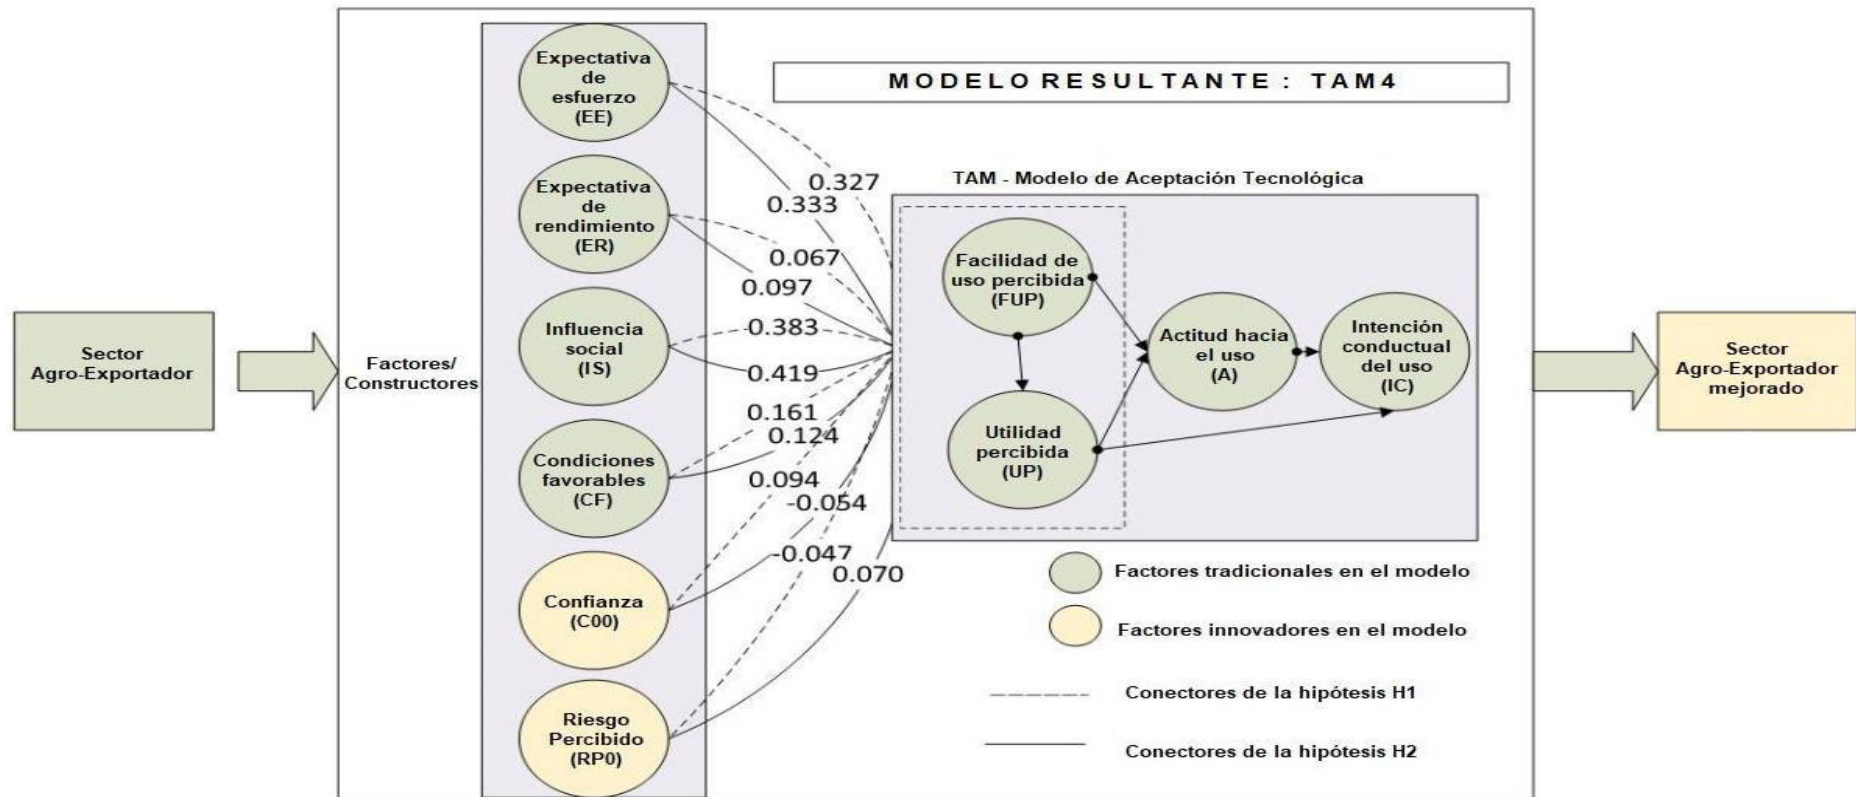 MODELO RESULTANTE : TAM4
Sector
Agro-Exportador
Factores/
Constructores
Expectativa
de
esfuerzo
(EE)
Expectativa
de
rendimiento
(ER)
Influencia
social
(IS)
Condiciones
favorables
(CF)
Confianza
(C00)
Riesgo
Percibido
(RP0)
0.327
0.333
0.067
0.097
0.383
0.419
0.161
0.124
0.094
-0.054
-0.047
0.070
TAM - Modelo de Aceptación Tecnológica
Facilidad de
uso percibida
(FUP)
Utilidad
percibida
(UP)
Actitud hacia
el uso
(A)
Intención
conductual
del uso
(IC)
Factores tradicionales en el modelo
Factores innovadores en el modelo
Conectores de la hipótesis H1
Conectores de la hipótesis H2
Sector
Agro-Exportador
mejorado